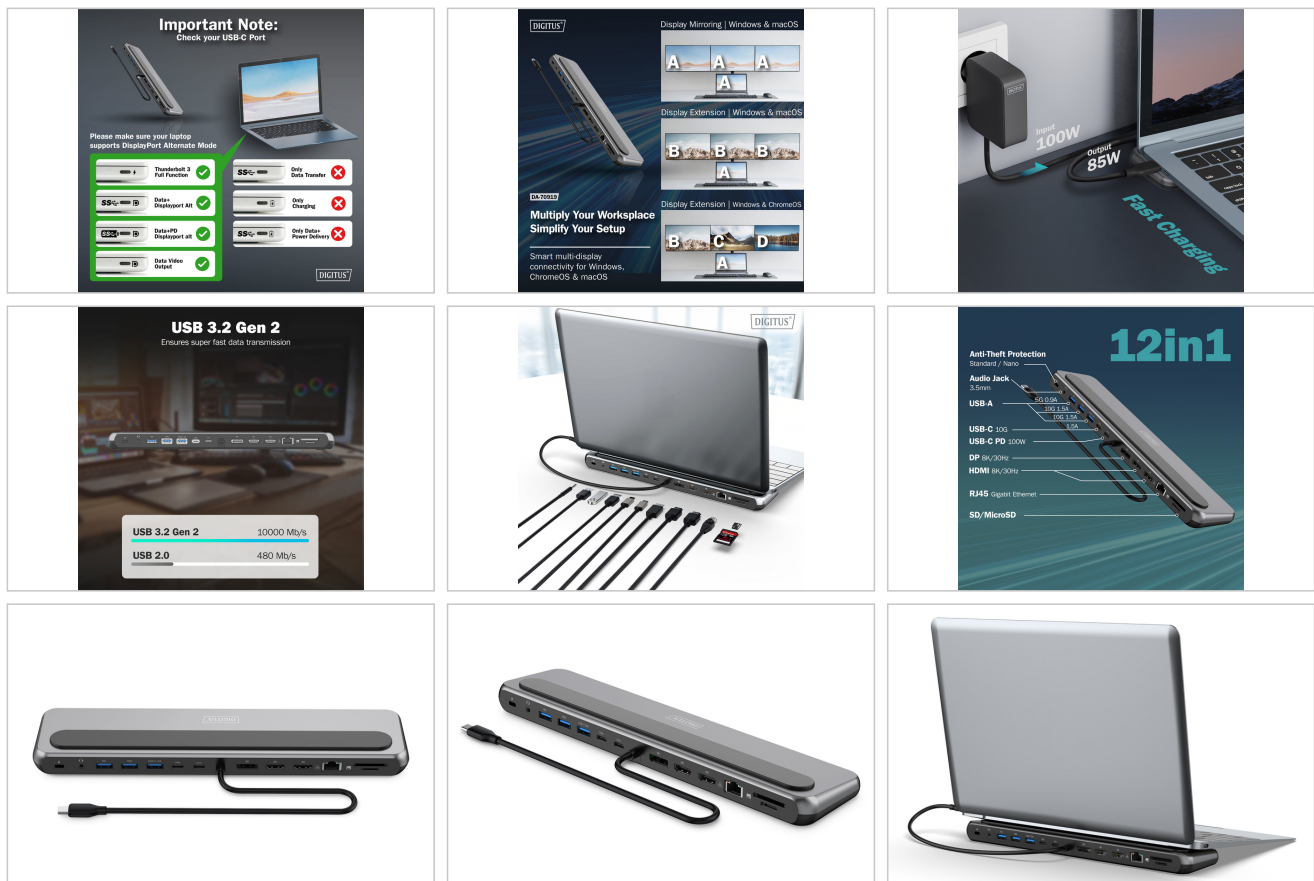 Important Note:
Check your USB-C Port
Please make sure your laptop
supports DisplayPort Alternate Mode
Thunderbolt 3
Full Function
Data+
Displayport Alt
Data+PD
Displayport alt
Data Video
Output
SS
SS
Only
Data Transfer
Only
Charging
SS
SS
Only Data+
Power Delivery
DIGITUS®
DIGITUS®
DA-70919
Multiply Your Worksplace
Simplify Your Setup
Smart multi-display
connectivity for Windows,
ChromeOS & macOS
Display Mirroring | Windows & macOS
A A A
A
Display Extension | Windows & macOS
B B B
A
Display Extension | Windows & ChromeOS
B C D
A
DIGITUS
Input
100W
Output
85W
Fast Charging
USB 3.2 Gen 2
Ensures super fast data transmission
USB 3.2 Gen 2 10000 Mb/s
USB 2.0 480 Mb/s
DIGITUS®
12in1
Anti-Theft Protection
Standard / Nano
Audio Jack
3.5mm
USB-A
5G 0.9A
10G 1.5A
10G 1.5A
USB-C 10G
1.5A
USB-C PD 100W
DP 8K/30Hz
HDMI 8K/30Hz
RJ45 Gigabit Ethernet
SD/MicroSD
DIGITUS
DIGITUS